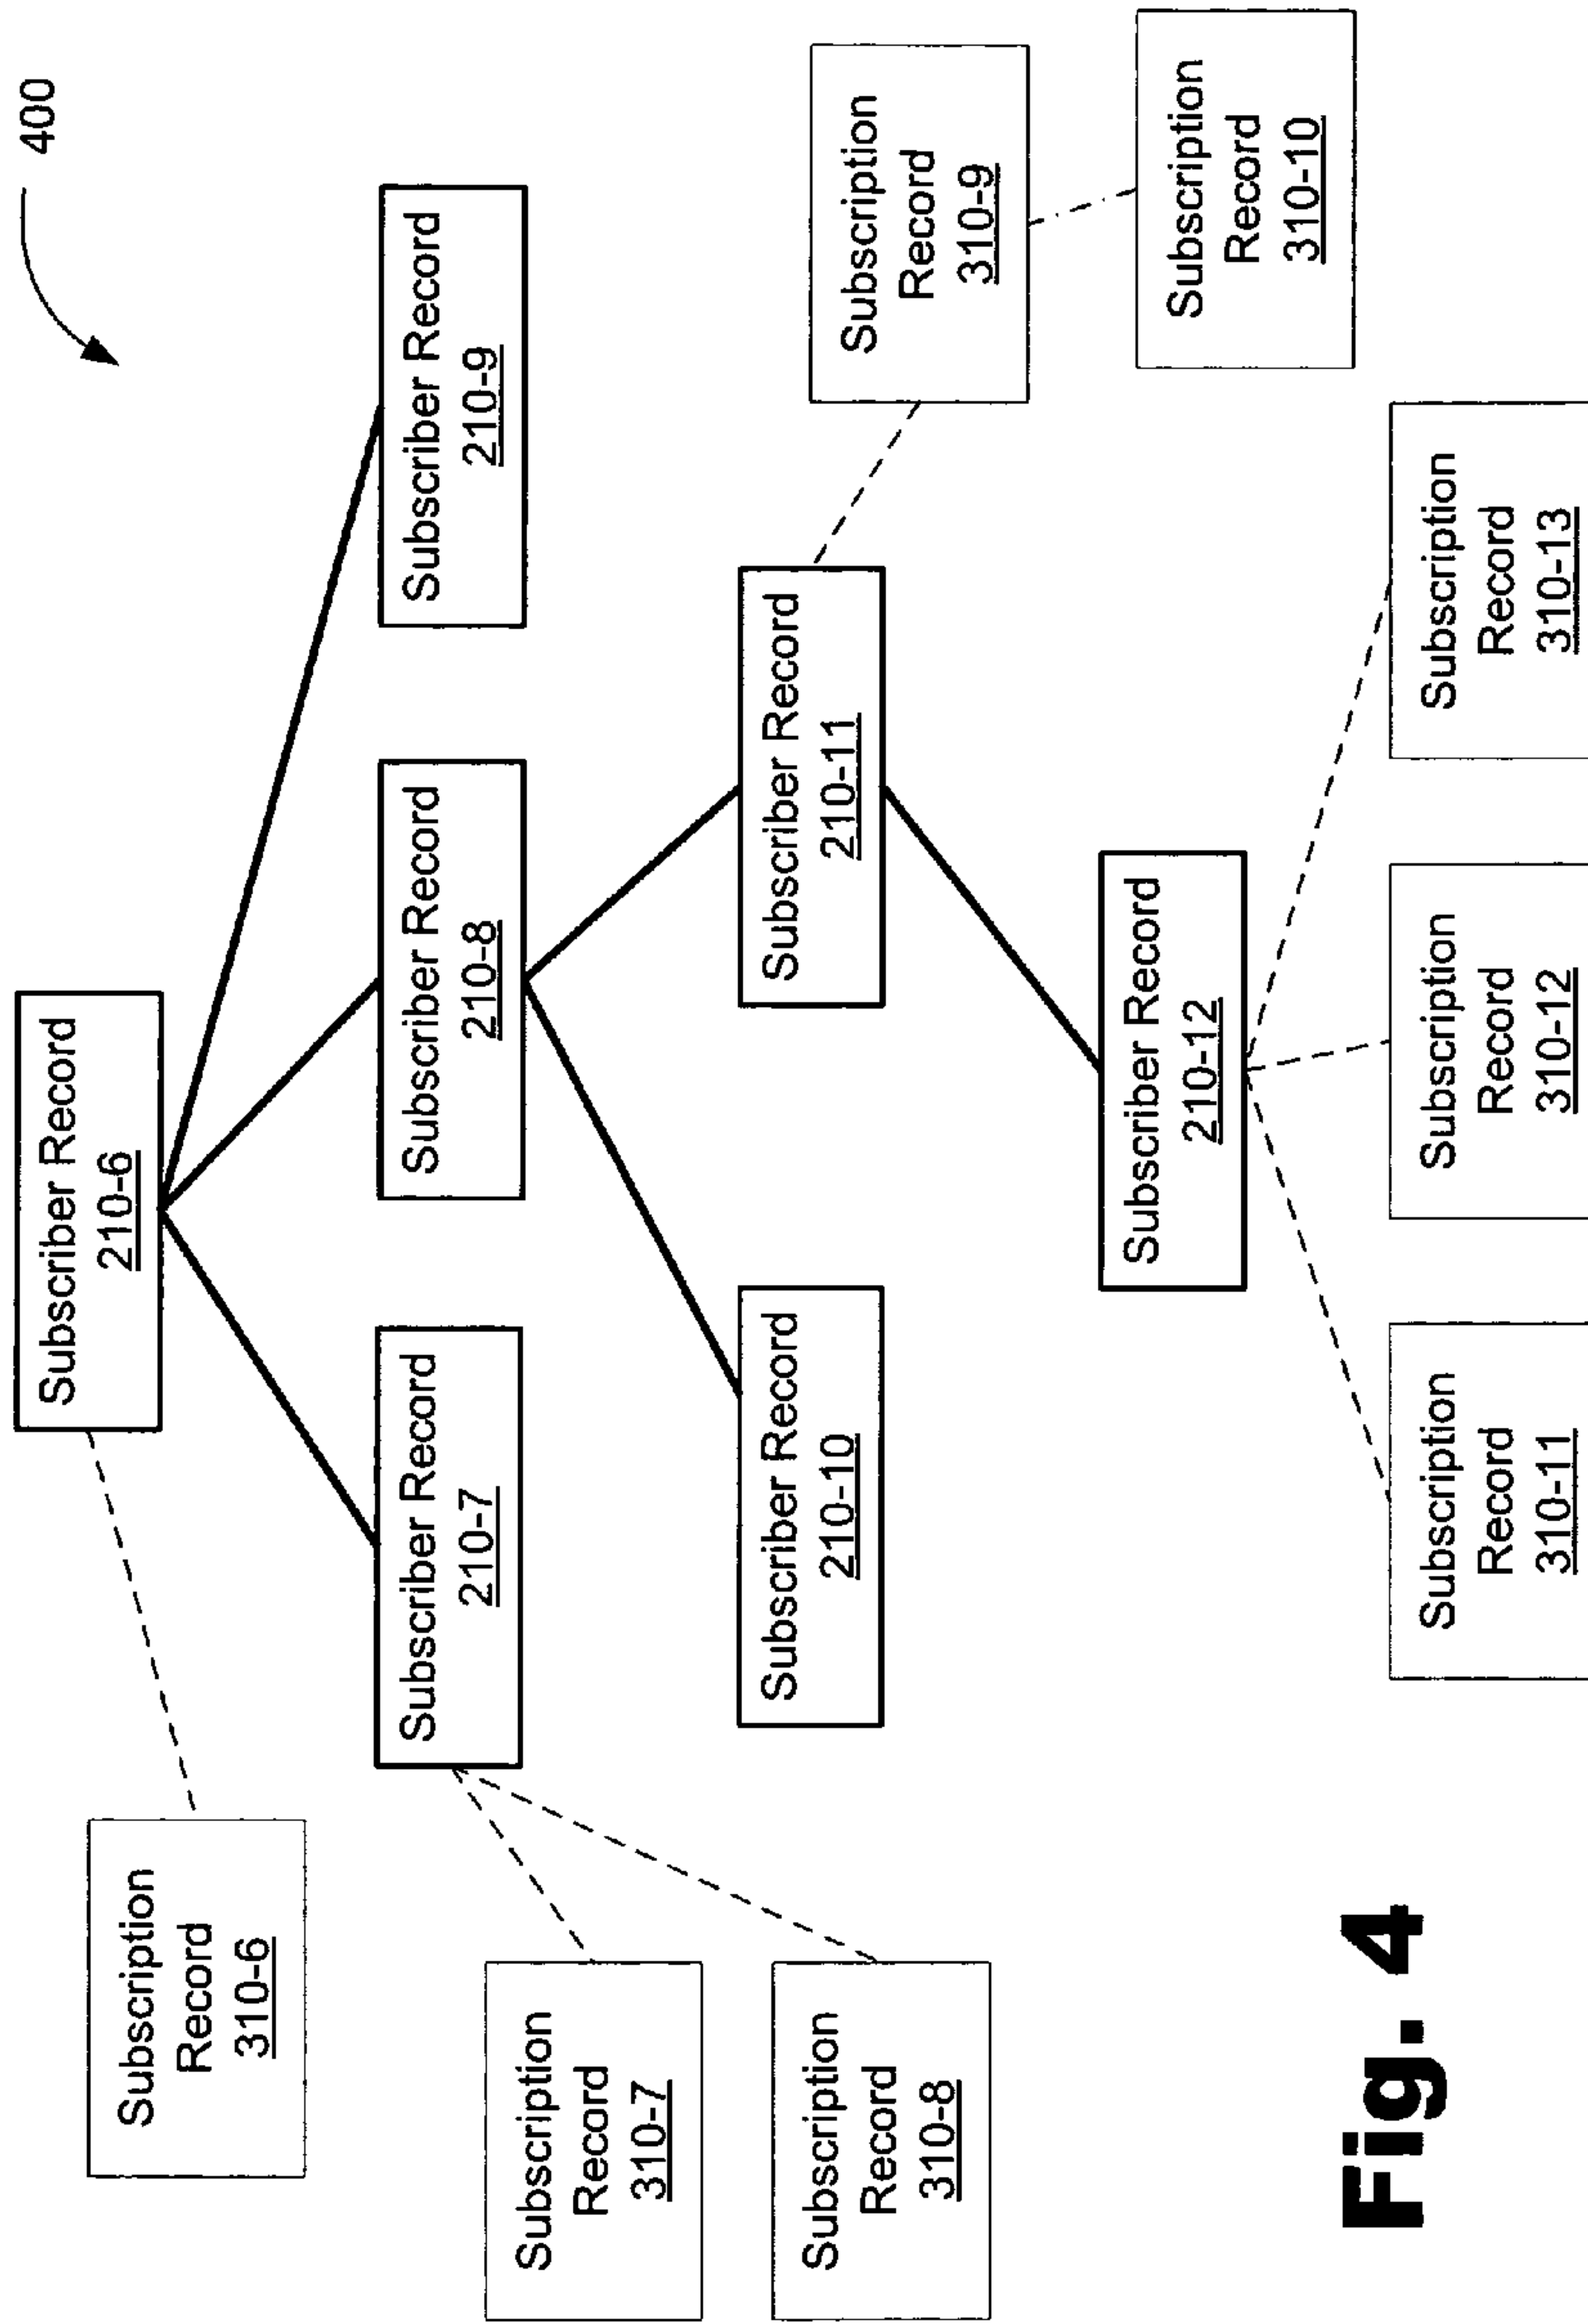 400
Subscriber Record
210-6
Subscription
Record
310-6
Subscriber Record
210-7
Subscriber Record
210-8
Subscriber Record
210-9
Subscription
Record
310-7
Subscription
Record
310-8
Subscriber Record
210-10
Subscriber Record
210-11
Subscription
Record
310-9
Subscription
Record
310-10
Subscriber Record
210-12
Subscription
Record
310-11
Subscription
Record
310-12
Subscription
Record
310-13
Fig. 4